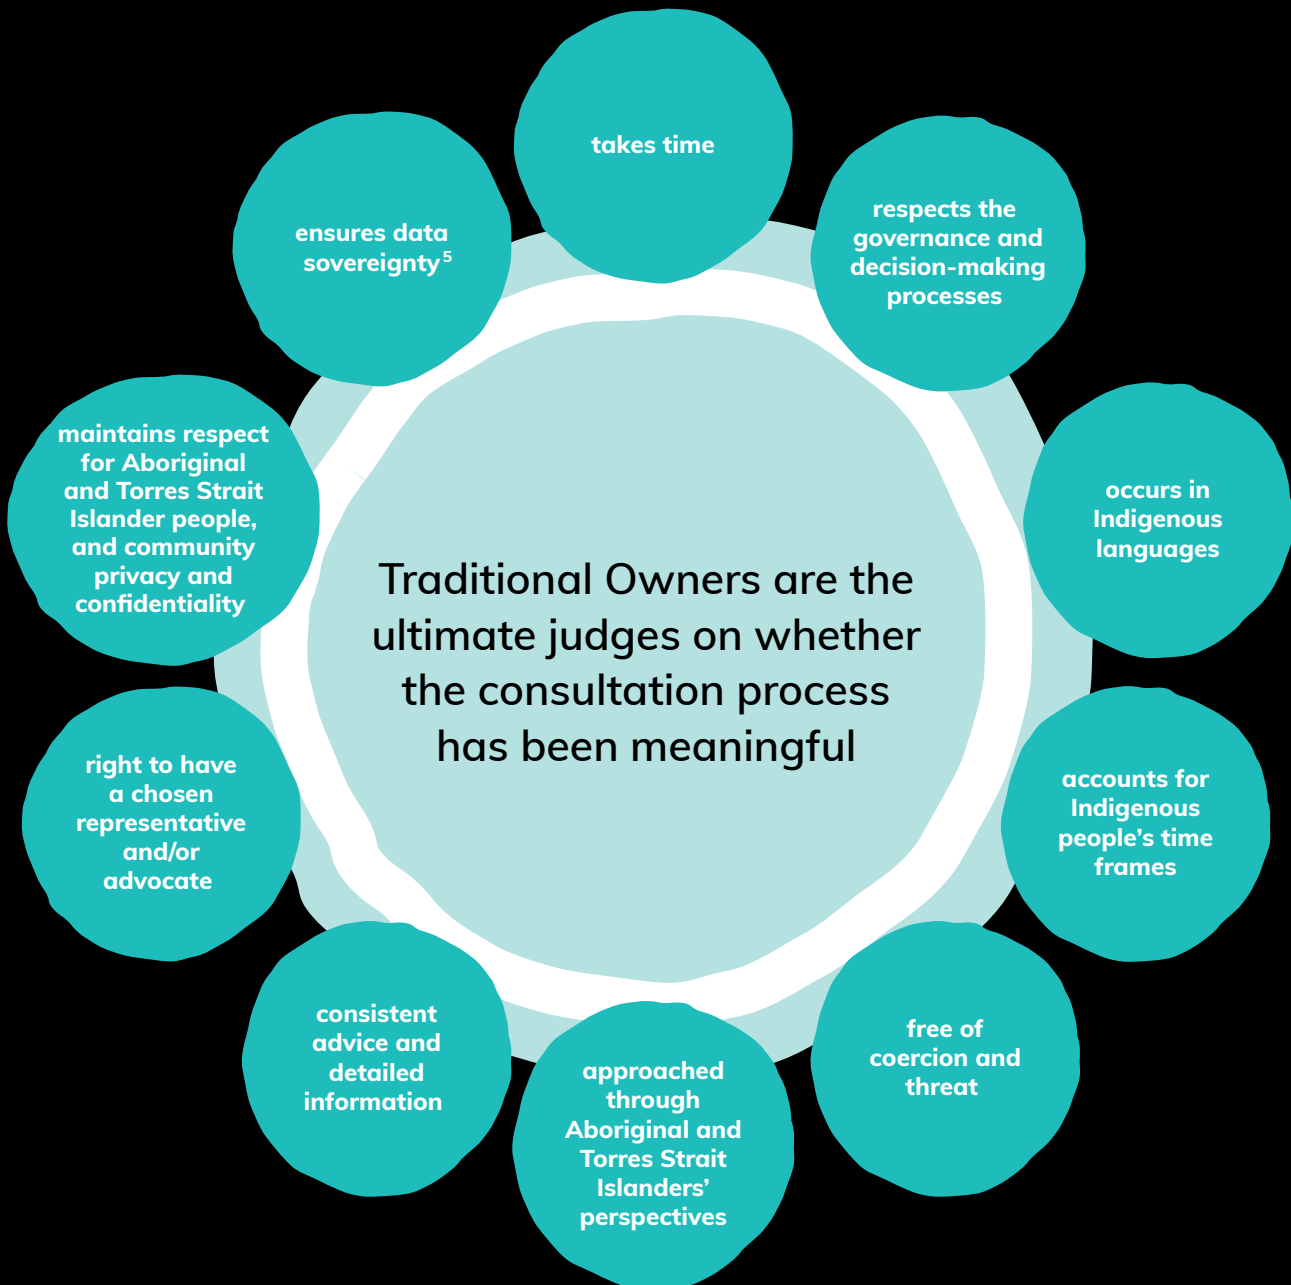 takes time
respects the
governance and
decision-making
processes
occurs in
Indigenous
languages
accounts for
Indigenous
people’s time
frames
free of
coercion and
threat
approached
through
Aboriginal and
Torres Strait
Islanders’
perspectives
consistent
advice and
detailed
information
right to have
a chosen
representative
and/or
advocate
maintains respect
for Aboriginal
and Torres Strait
Islander people,
and community
privacy and
confidentiality
ensures data
sovereignty⁵
Traditional Owners are the
ultimate judges on whether
the consultation process
has been meaningful